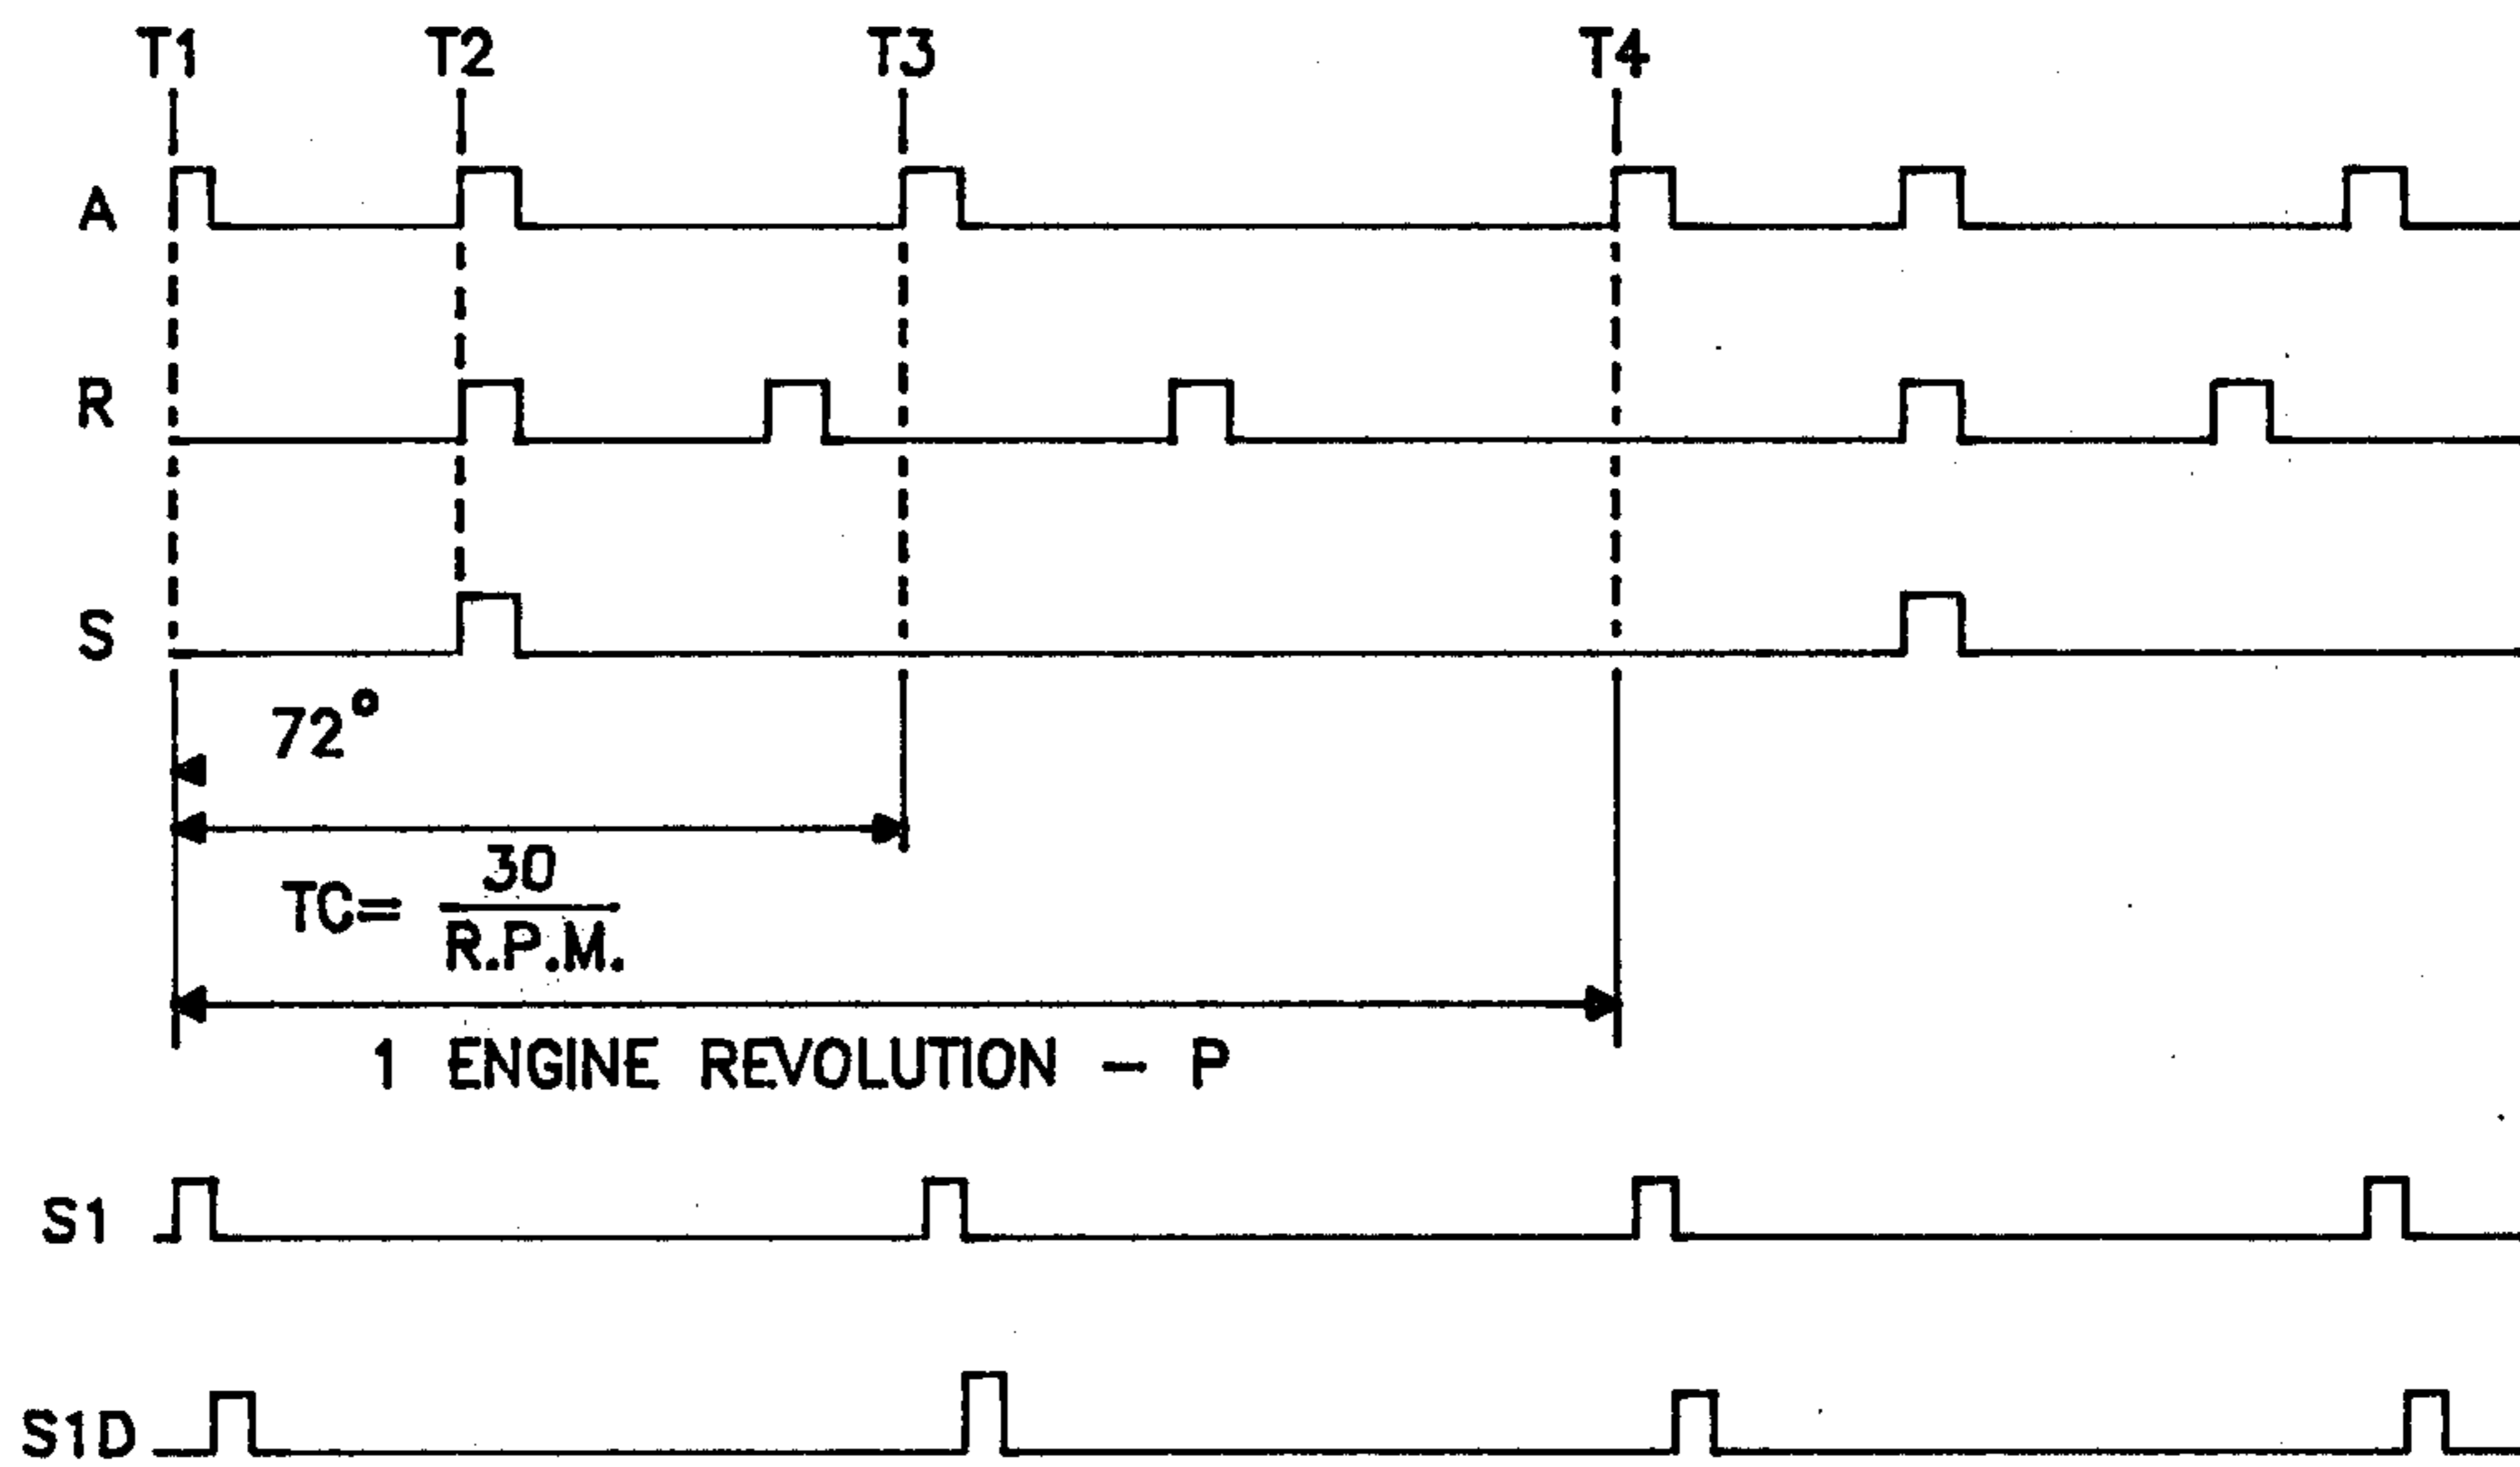 T1 T2 T3 T4
A
R
S
72°
TC= 30
R.P.M.
1 ENGINE REVOLUTION - P
S1
S1D